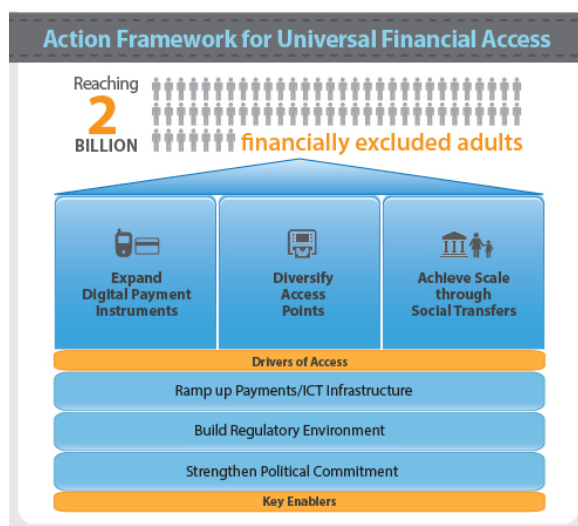 Action Framework for Universal Financial Access
Reaching
2
BILLION
financially excluded adults
Expand
Digital Payment
Instruments
Diversify
Access
Points
Achieve Scale
through
Social Transfers
Drivers of Access
Ramp up Payments/ICT Infrastructure
Build Regulatory Environment
Strengthen Political Commitment
Key Enablers